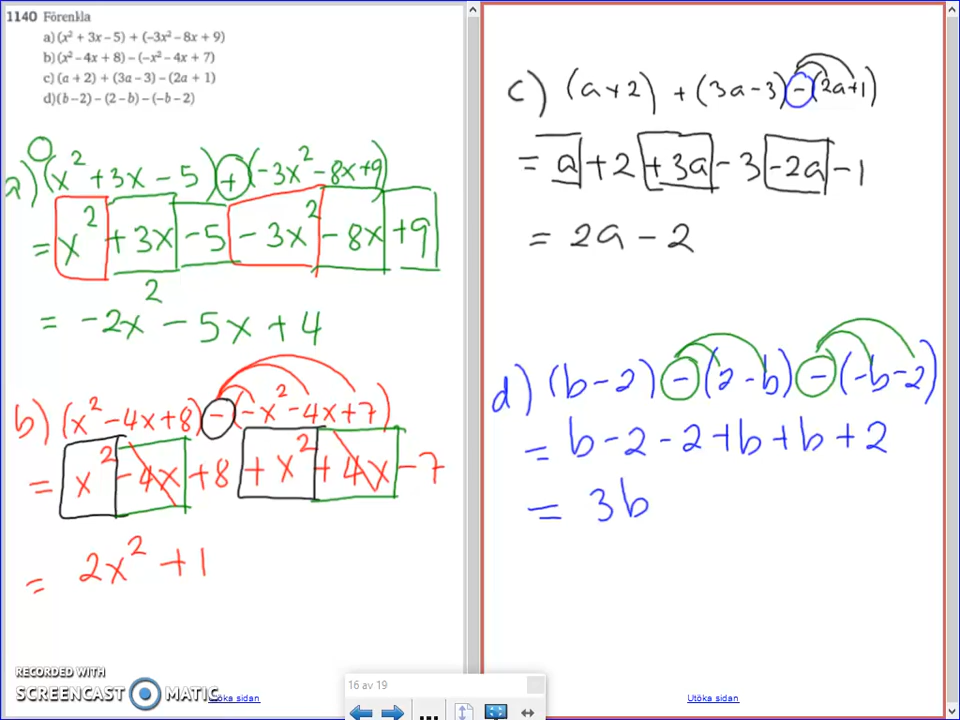 1140 Förenkla
a) (x² + 3x - 5) + (-3x² - 8x + 9)
b) (x² - 4x + 8) - (-x² - 4x + 7)
c) (a + 2) + (3a - 3) - (2a + 1)
d) (b - 2) - (2 - b) - (-b - 2)
a) (x² + 3x - 5) + (-3x² - 8x + 9)
= x² + 3x - 5 - 3x² - 8x + 9
= -2x² - 5x + 4
b) (x² - 4x + 8) - (-x² - 4x + 7)
= x² - 4x + 8 + x² + 4x - 7
= 2x² + 1
RECORDED WITH
SCREENCAST MATIC
Utöka sidan
16 av 19
c) (a + 2) + (3a - 3) - (2a + 1)
= a + 2 + 3a - 3 - 2a - 1
= 2a - 2
d) (b - 2) - (2 - b) - (-b - 2)
= b - 2 - 2 + b + b + 2
= 3b
Utöka sidan